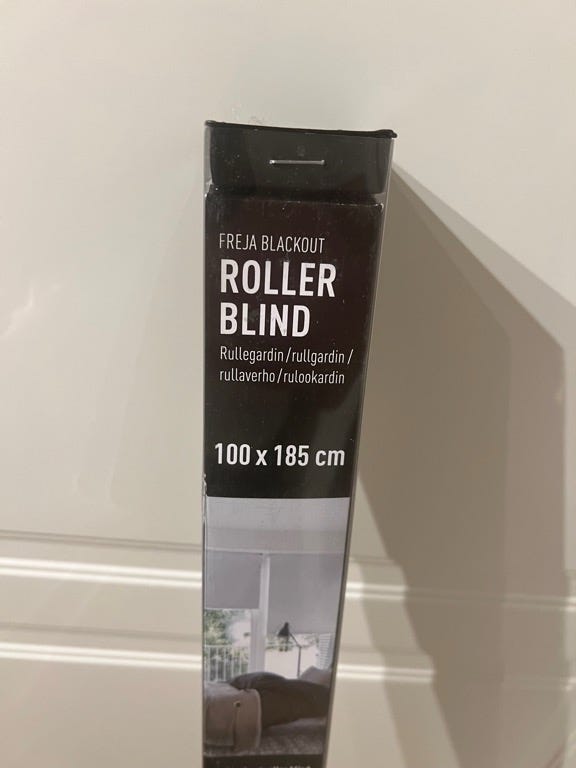 FREJA BLACKOUT
ROLLER
BLIND
Rullegardin/rullgardin/
rullaverho/rulookardin
100 x 185 cm